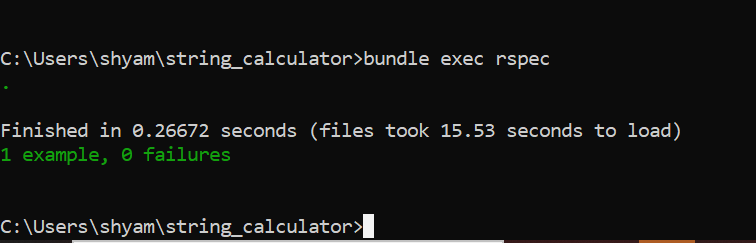 C:\Users\shyam\string_calculator>bundle exec rspec
.
Finished in 0.26672 seconds (files took 15.53 seconds to load)
1 example, 0 failures
C:\Users\shyam\string_calculator>